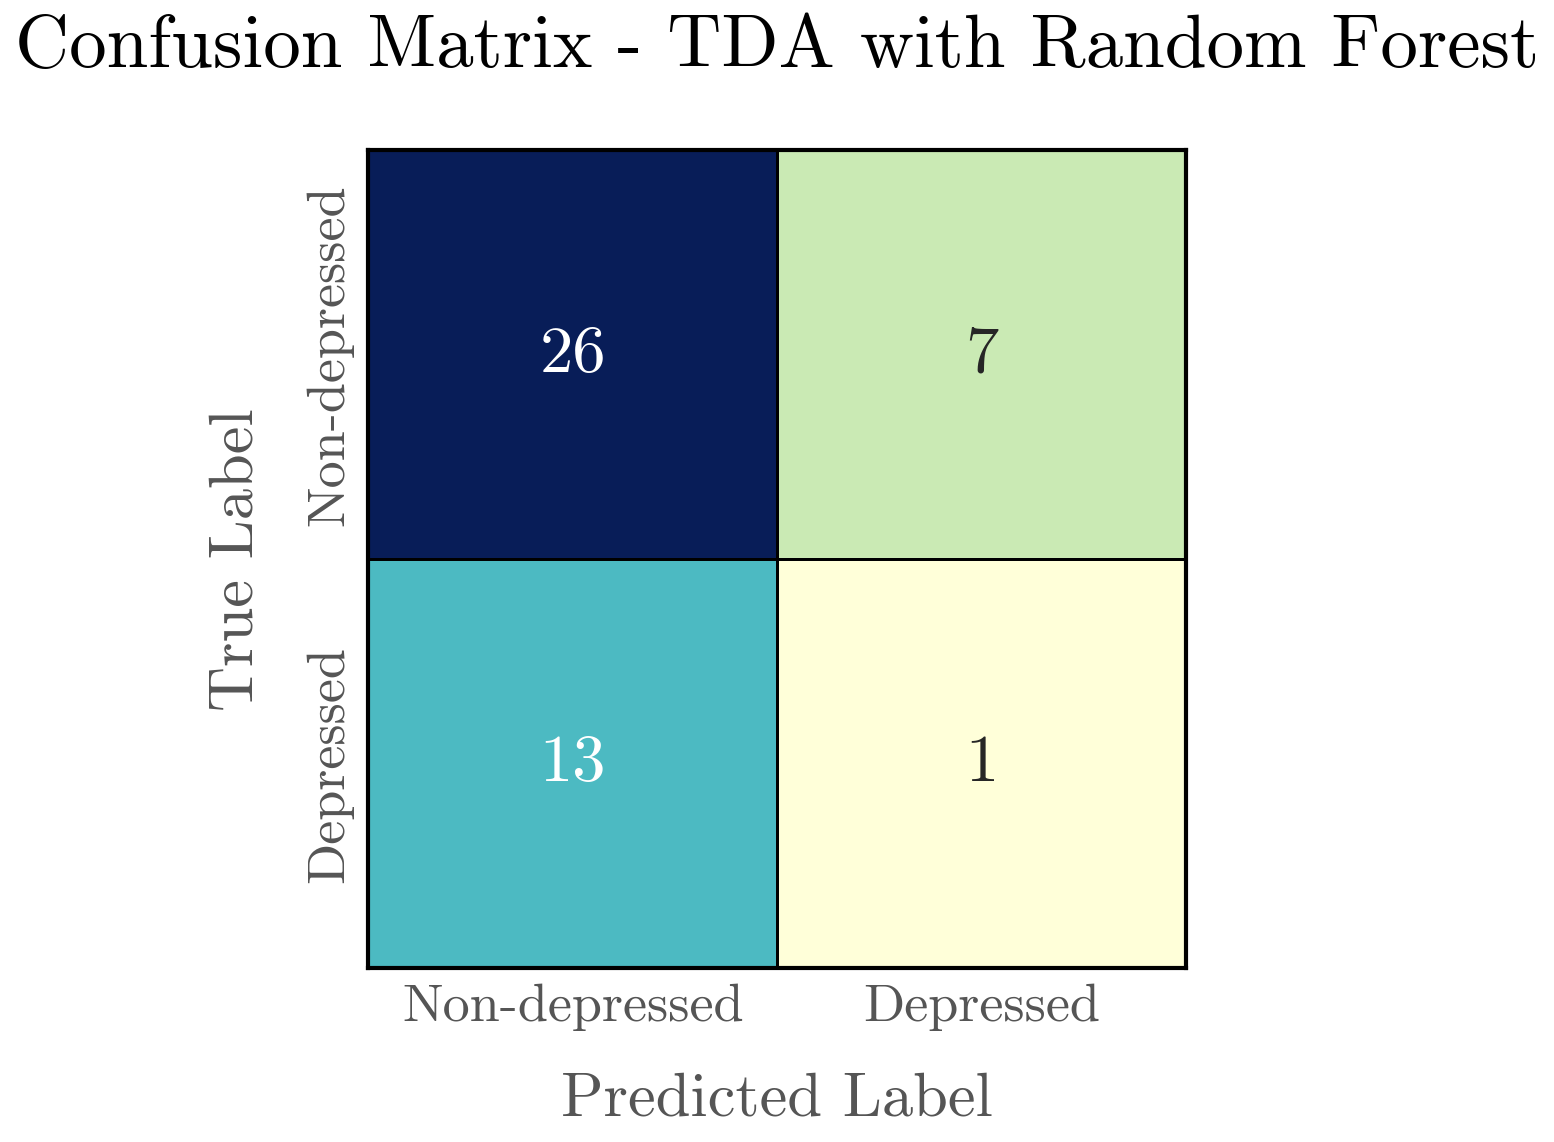 Confusion Matrix - TDA with Random Forest
True Label
Non-depressed
26
7
Depressed
13
1
Non-depressed
Depressed
Predicted Label